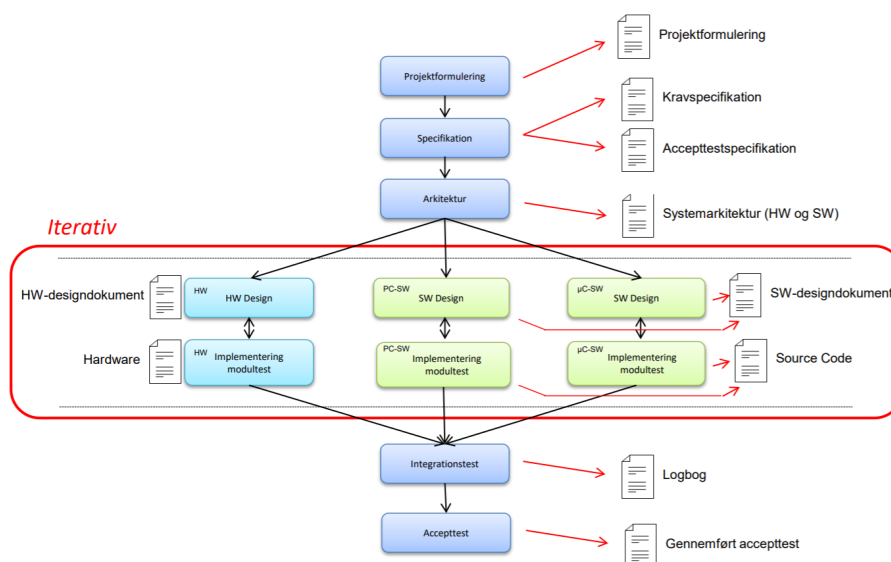 Projektformulering
Projektformulering
Kravspecifikation
Specifikation
Accepttestspecifikation
Arkitektur
Systemarkitektur (HW og SW)
Iterativ
HW-designdokument
HW
HW Design
PC-SW
SW Design
µC-SW
SW Design
SW-designdokument
Hardware
HW
Implementering
modultest
PC-SW
Implementering
modultest
µC-SW
Implementering
modultest
Source Code
Integrationstest
Logbog
Accepttest
Gennemført accepttest